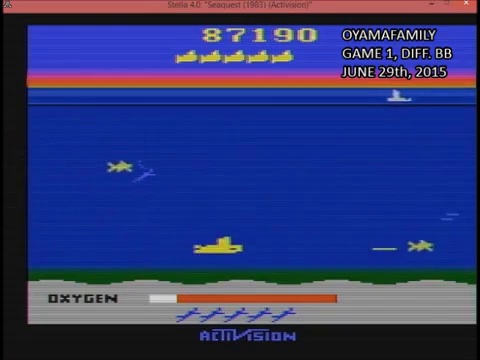 Stella 4.0: "Seaquest (1983) (Activision)"
87190
OYAMAFAMILY
GAME 1, DIFF. BB
JUNE 29th, 2015
OXYGEN
ACTIVISION